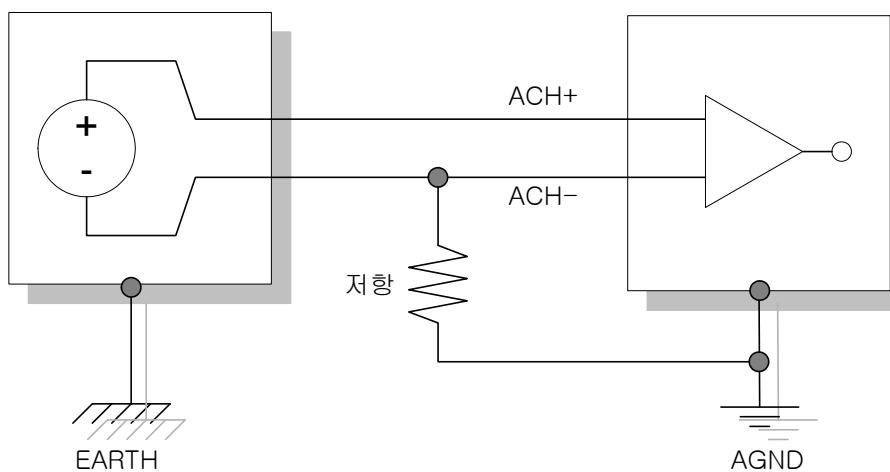 ACH+
+
-
ACH-
저항
EARTH
AGND